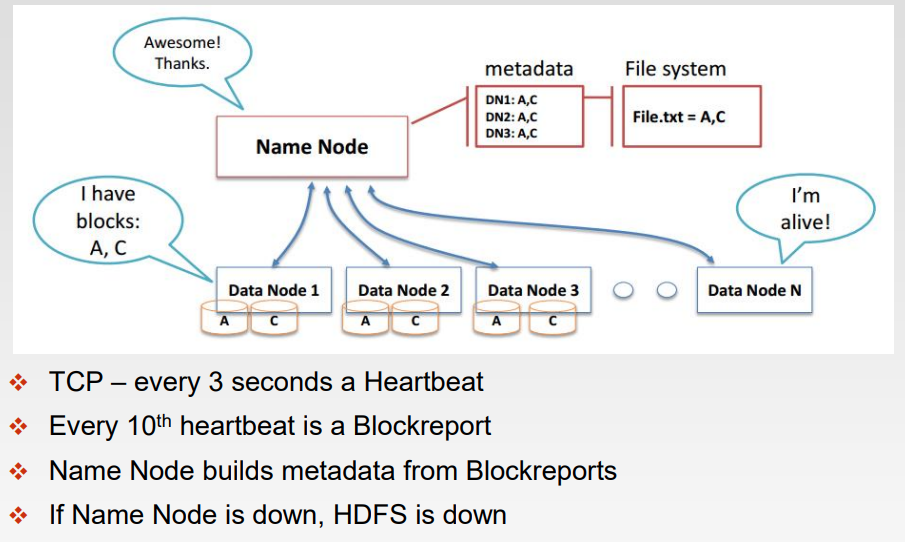 Awesome!
Thanks.
metadata
File system
DN1: A,C
DN2: A,C
DN3: A,C
File.txt = A,C
Name Node
I have
blocks:
A, C
I'm
alive!
Data Node 1
Data Node 2
Data Node 3
Data Node N
A
C
A
C
A
C
TCP – every 3 seconds a Heartbeat
Every 10th heartbeat is a Blockreport
Name Node builds metadata from Blockreports
If Name Node is down, HDFS is down